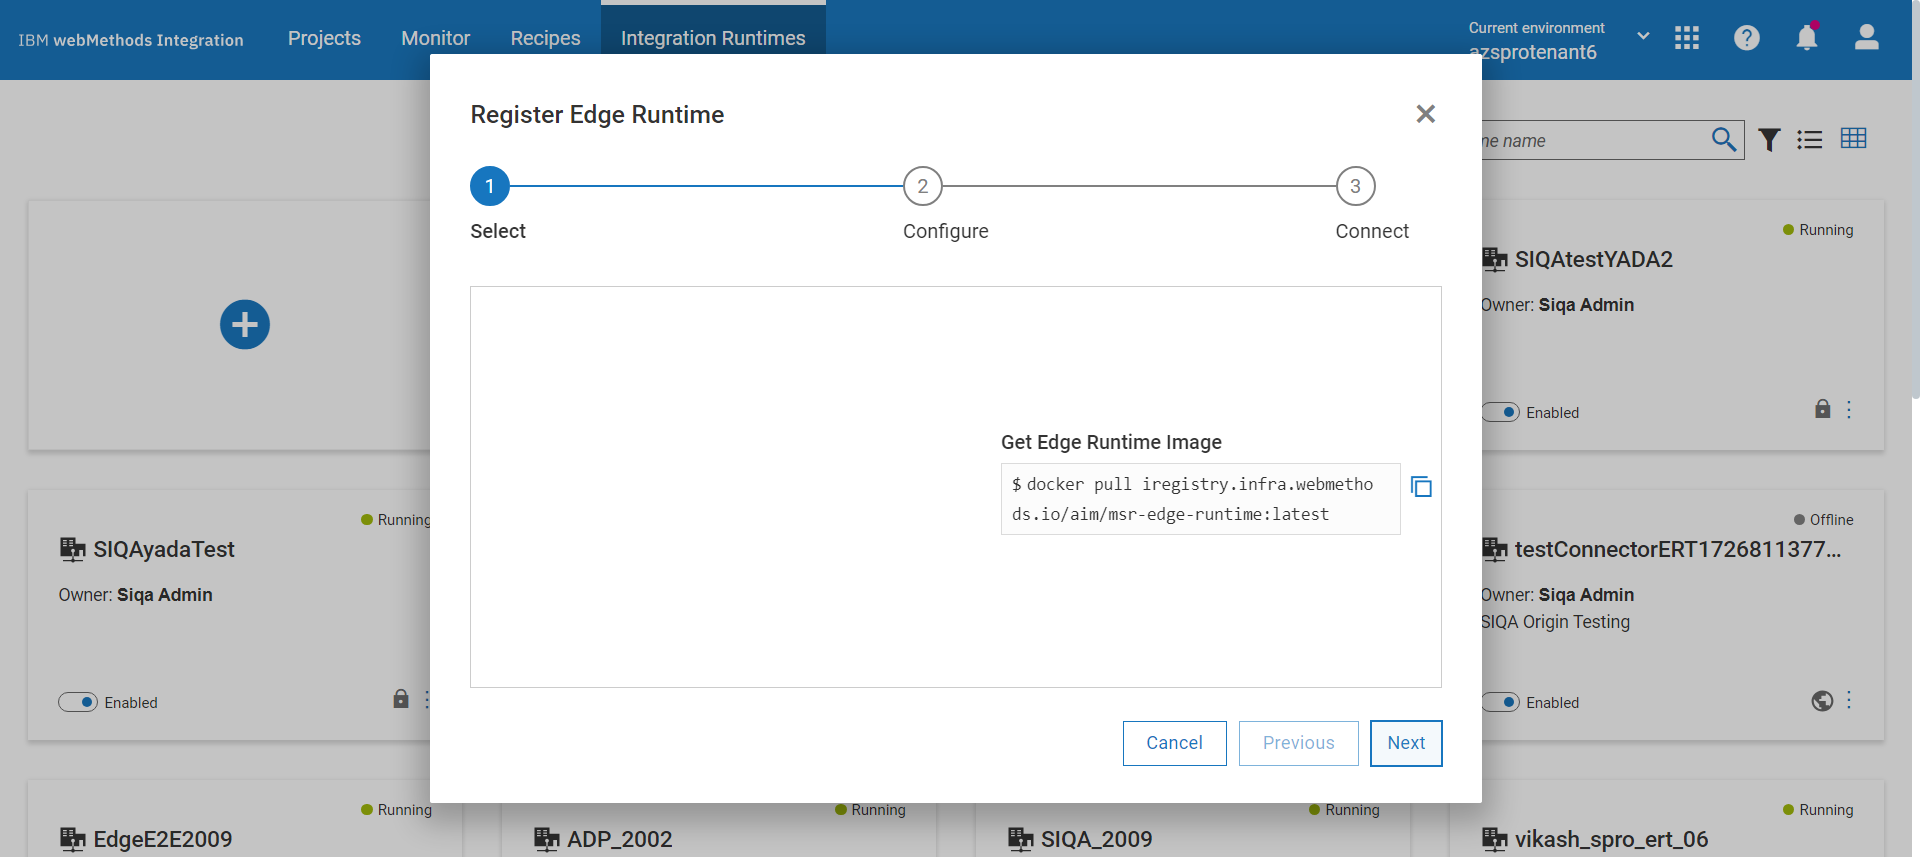 IBM webMethods Integration
Projects
Monitor
Recipes
Integration Runtimes
Current environment
azsprotenant6
Register Edge Runtime
1
2
3
Select
Configure
Connect
Get Edge Runtime Image
$ docker pull iregistry.infra.webmetho
ds.io/aim/msr-edge-runtime:latest
Cancel
Previous
Next
name
Running
SIQAtestYADA2
Owner: Siqa Admin
Enabled
Running
SIQAyadaTest
Owner: Siqa Admin
Enabled
Offline
testConnectorERT1726811377...
Owner: Siqa Admin
SIQA Origin Testing
Enabled
Running
EdgeE2E2009
Running
ADP_2002
Running
SIQA_2009
Running
vikash_spro_ert_06